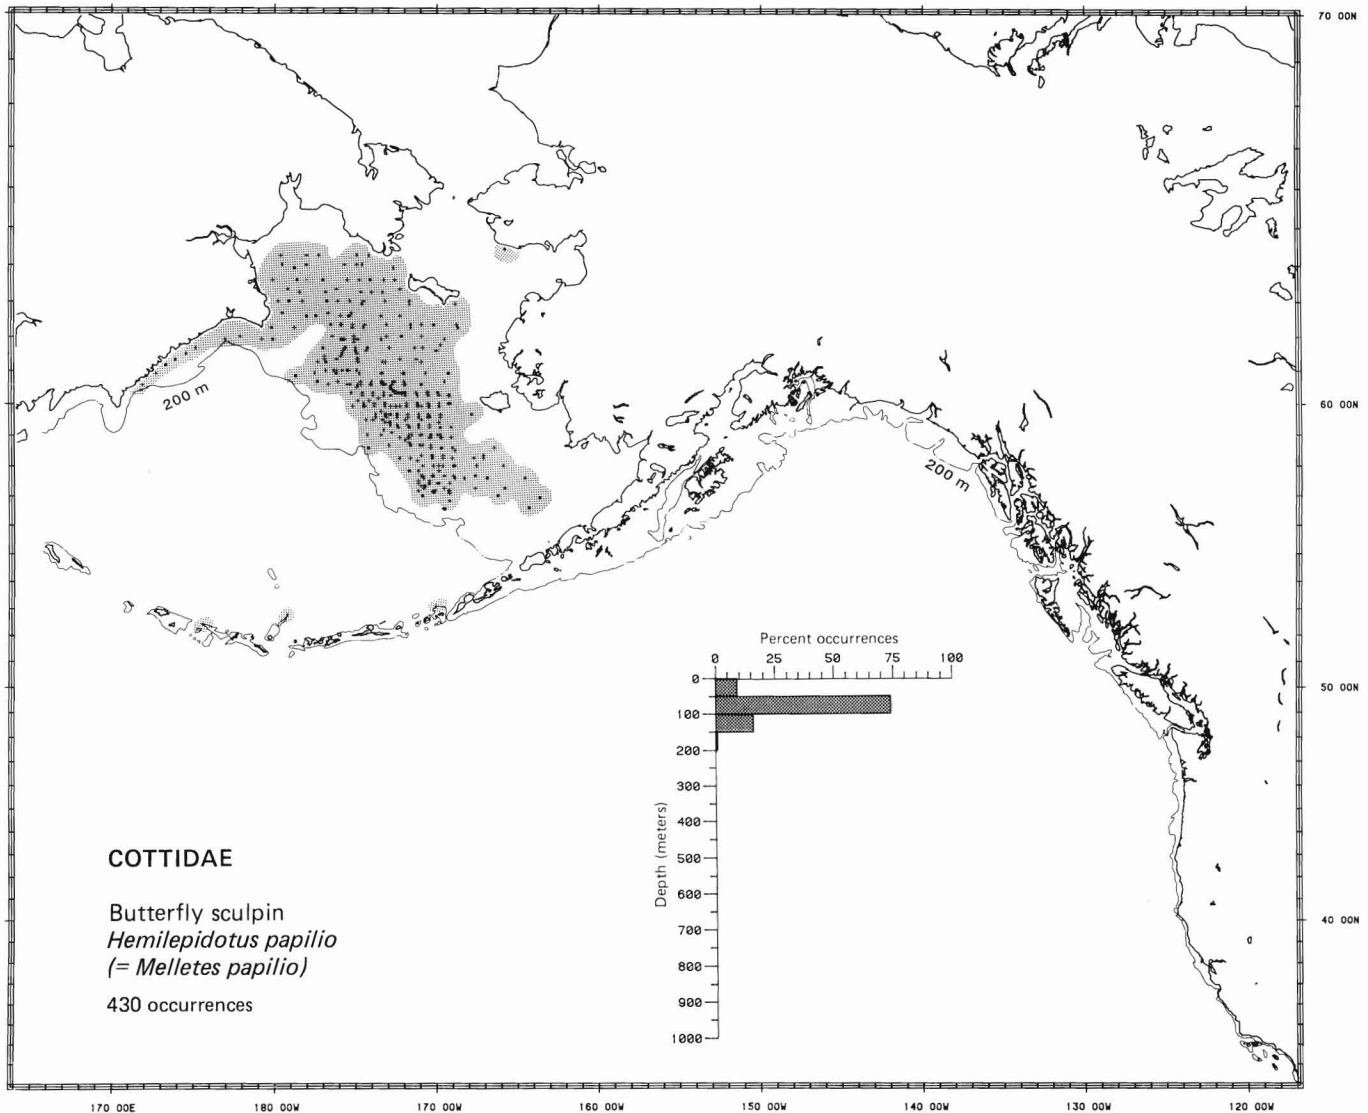 70 00N
200 m
60 00N
200 m
Percent occurrences
0 25 50 75 100
50 00N
0
100
200
300
400
500
600
700
800
900
1000
Depth (meters)
COTTIDAE
Butterfly sculpin
Hemilepidotus papilio
(= Melletes papilio)
430 occurrences
40 00N
170 00E 180 00W 170 00W 160 00W 150 00W 140 00W 130 00W 120 00W